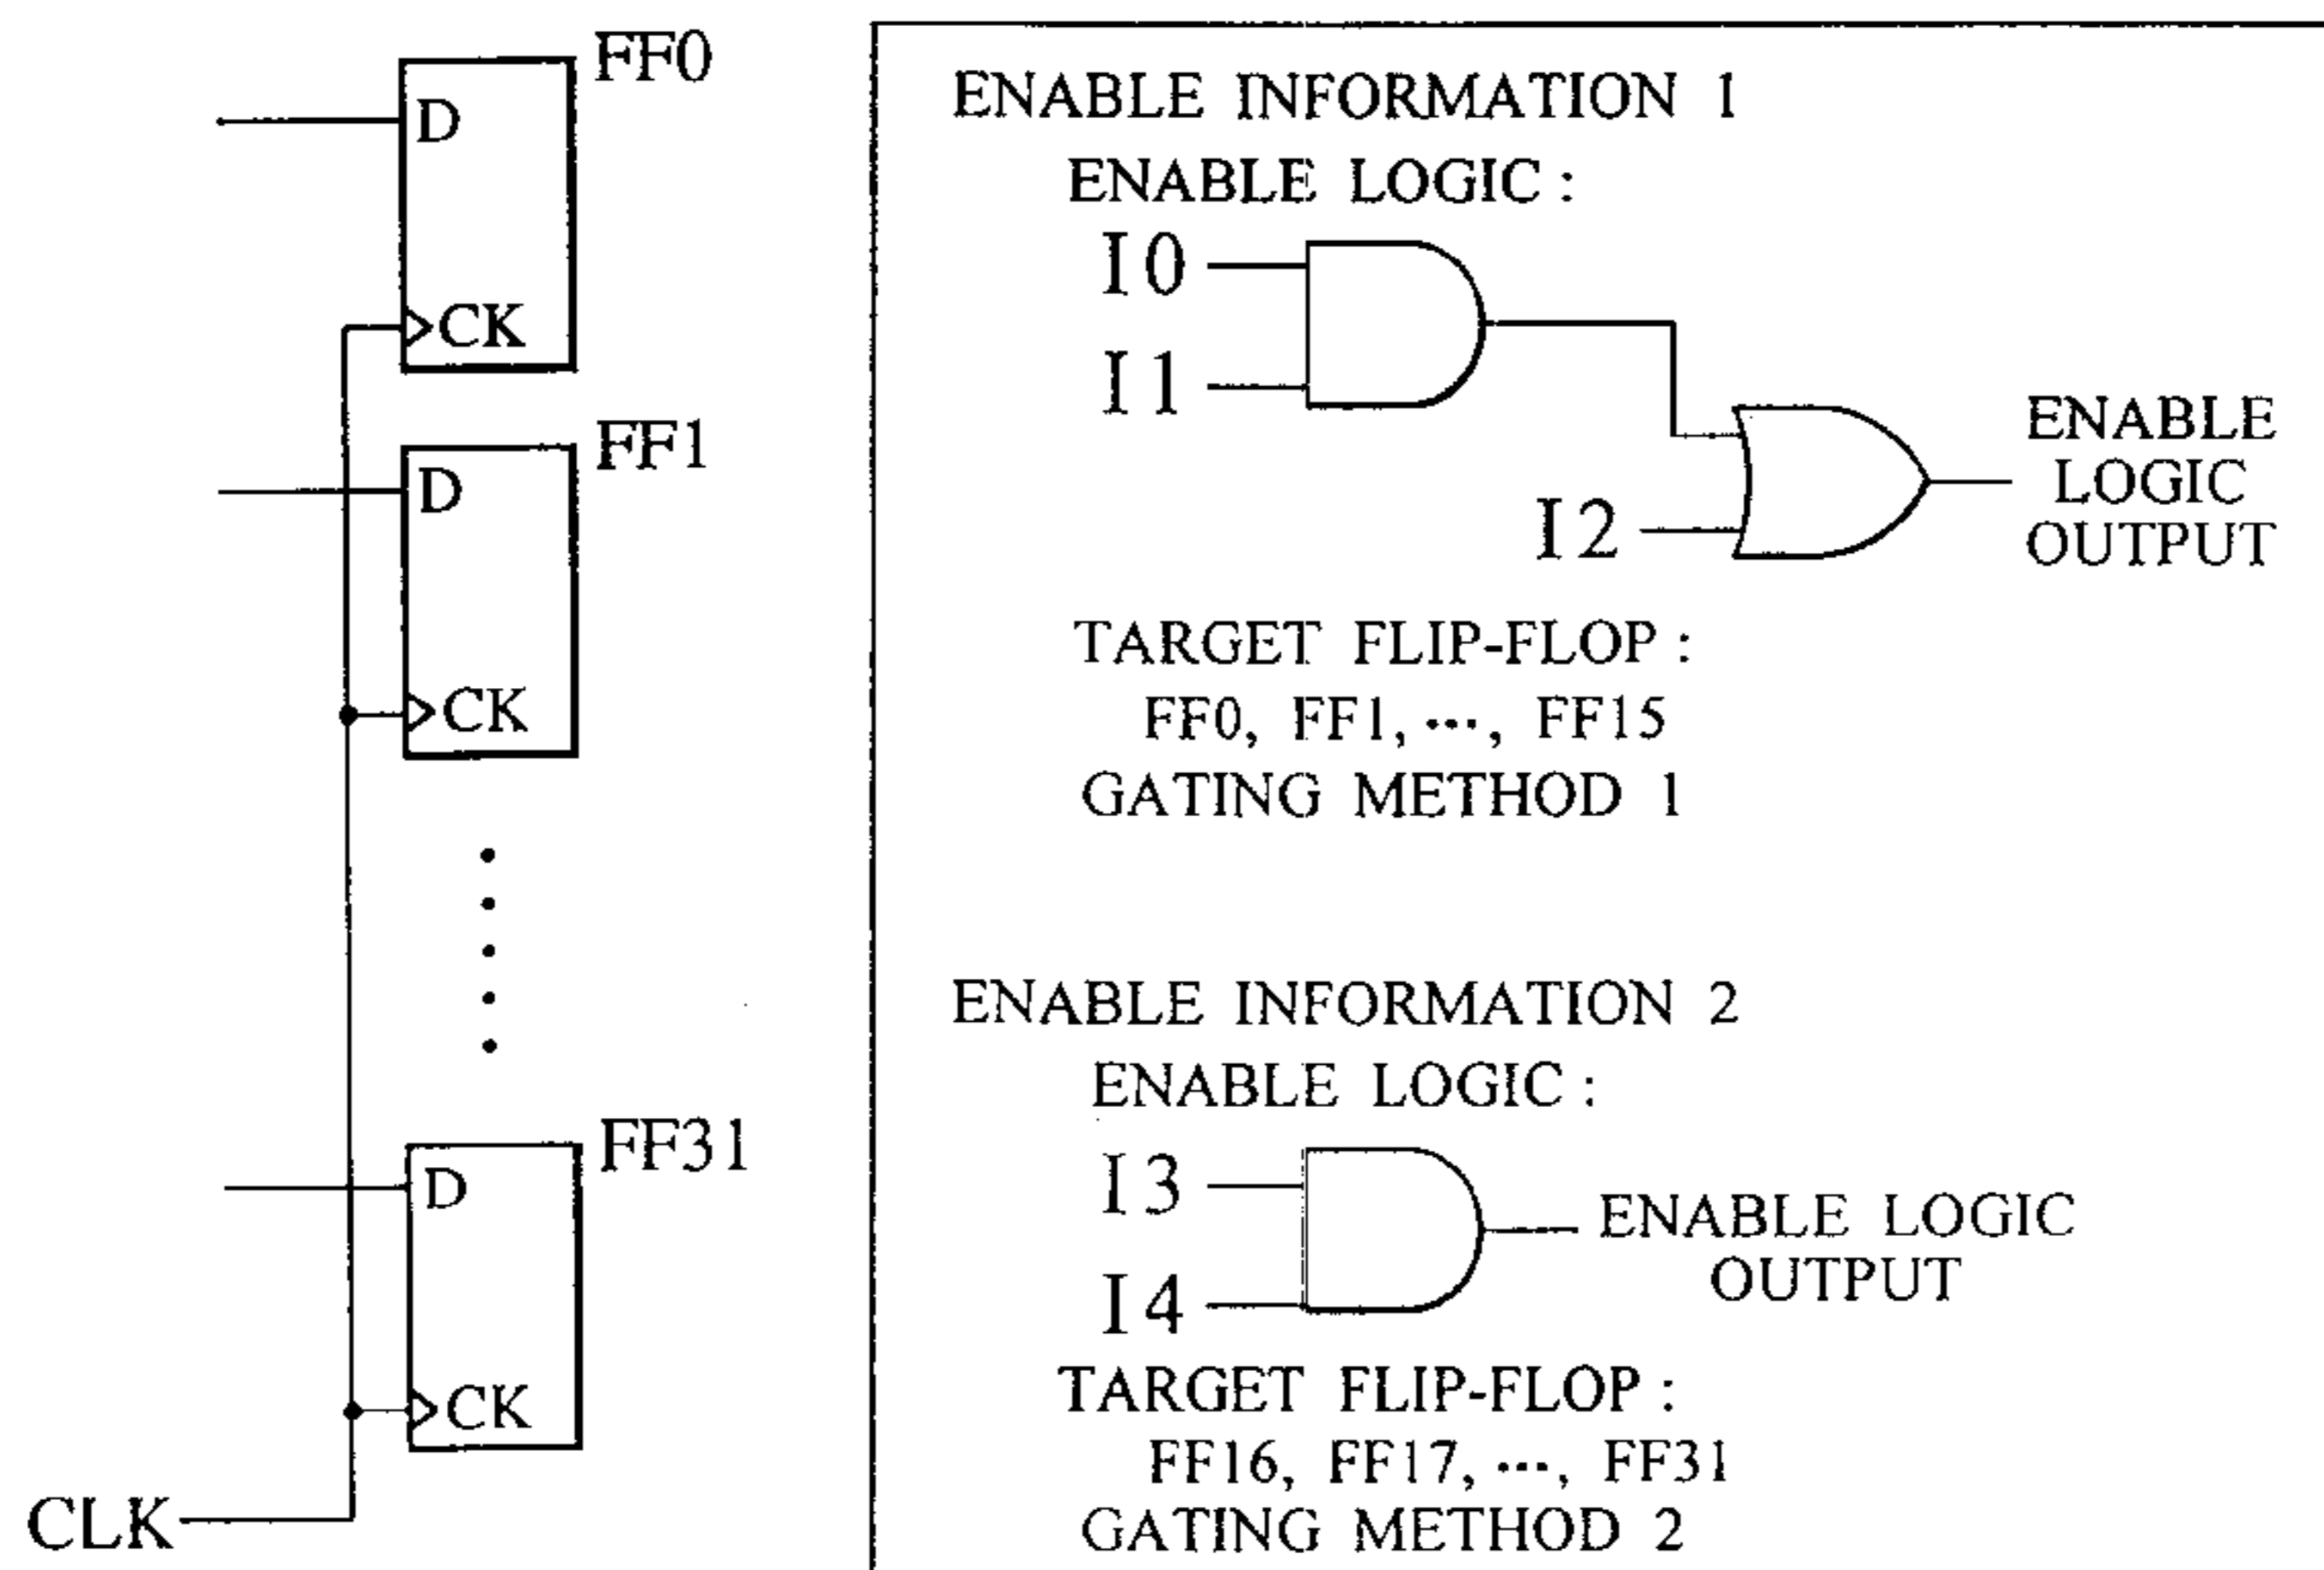 FF0
D
CK
FF1
D
CK
FF31
D
CK
CLK
ENABLE INFORMATION 1
ENABLE LOGIC :
I0
I1
I2
ENABLE
LOGIC
OUTPUT
TARGET FLIP-FLOP :
FF0, FF1, ···, FF15
GATING METHOD 1
ENABLE INFORMATION 2
ENABLE LOGIC :
I3
I4
ENABLE LOGIC
OUTPUT
TARGET FLIP-FLOP :
FF16, FF17, ···, FF31
GATING METHOD 2